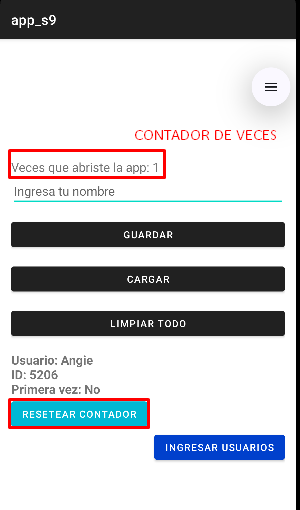 app_s9
CONTADOR DE VECES
Veces que abriste la app: 1
Ingresa tu nombre
GUARDAR
CARGAR
LIMPIAR TODO
Usuario: Angie
ID: 5206
Primera vez: No
RESETEAR CONTADOR
INGRESAR USUARIOS